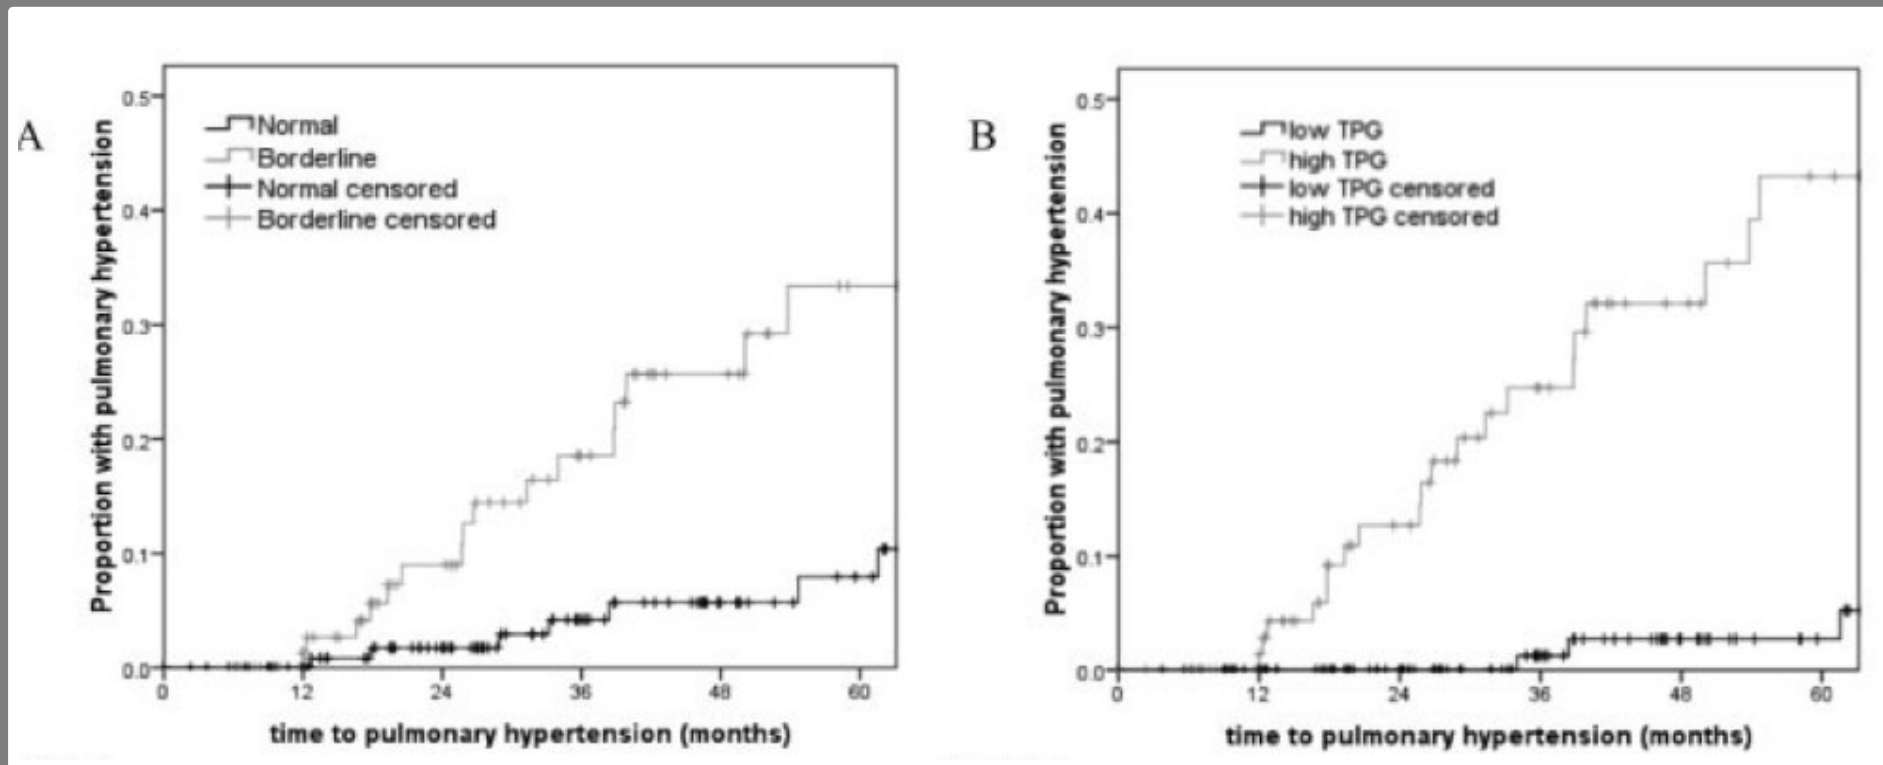 A
Proportion with pulmonary hypertension
0.5
0.4
0.3
0.2
0.1
0.0
Normal
Borderline
Normal censored
Borderline censored
0 12 24 36 48 60
time to pulmonary hypertension (months)
B
Proportion with pulmonary hypertension
0.5
0.4
0.3
0.2
0.1
0.0
low TPG
high TPG
low TPG censored
high TPG censored
0 12 24 36 48 60
time to pulmonary hypertension (months)